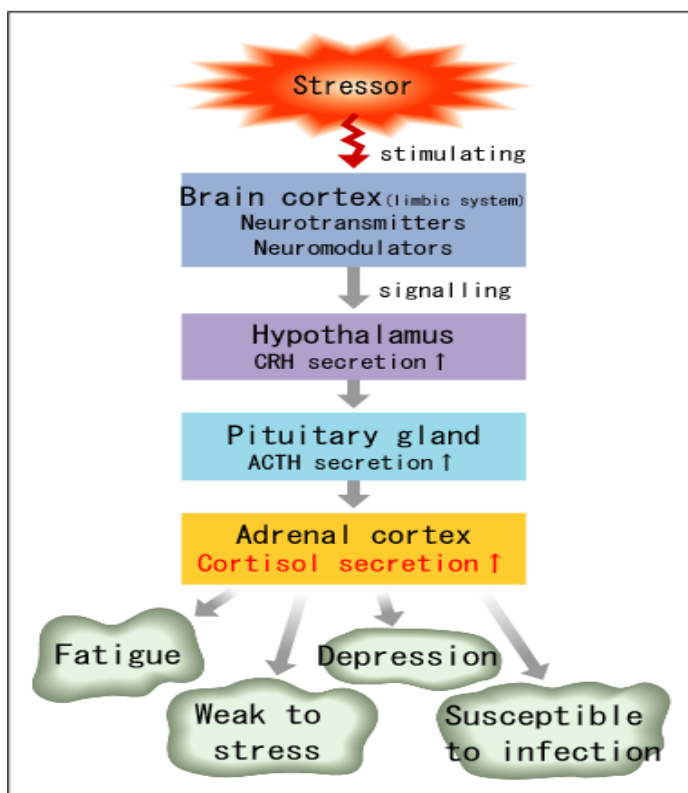 Stressor
stimulating
Brain cortex(limbic system)
Neurotransmitters
Neuromodulators
signalling
Hypothalamus
CRH secretion↑
Pituitary gland
ACTH secretion↑
Adrenal cortex
Cortisol secretion↑
Fatigue
Depression
Weak to
stress
Susceptible
to infection